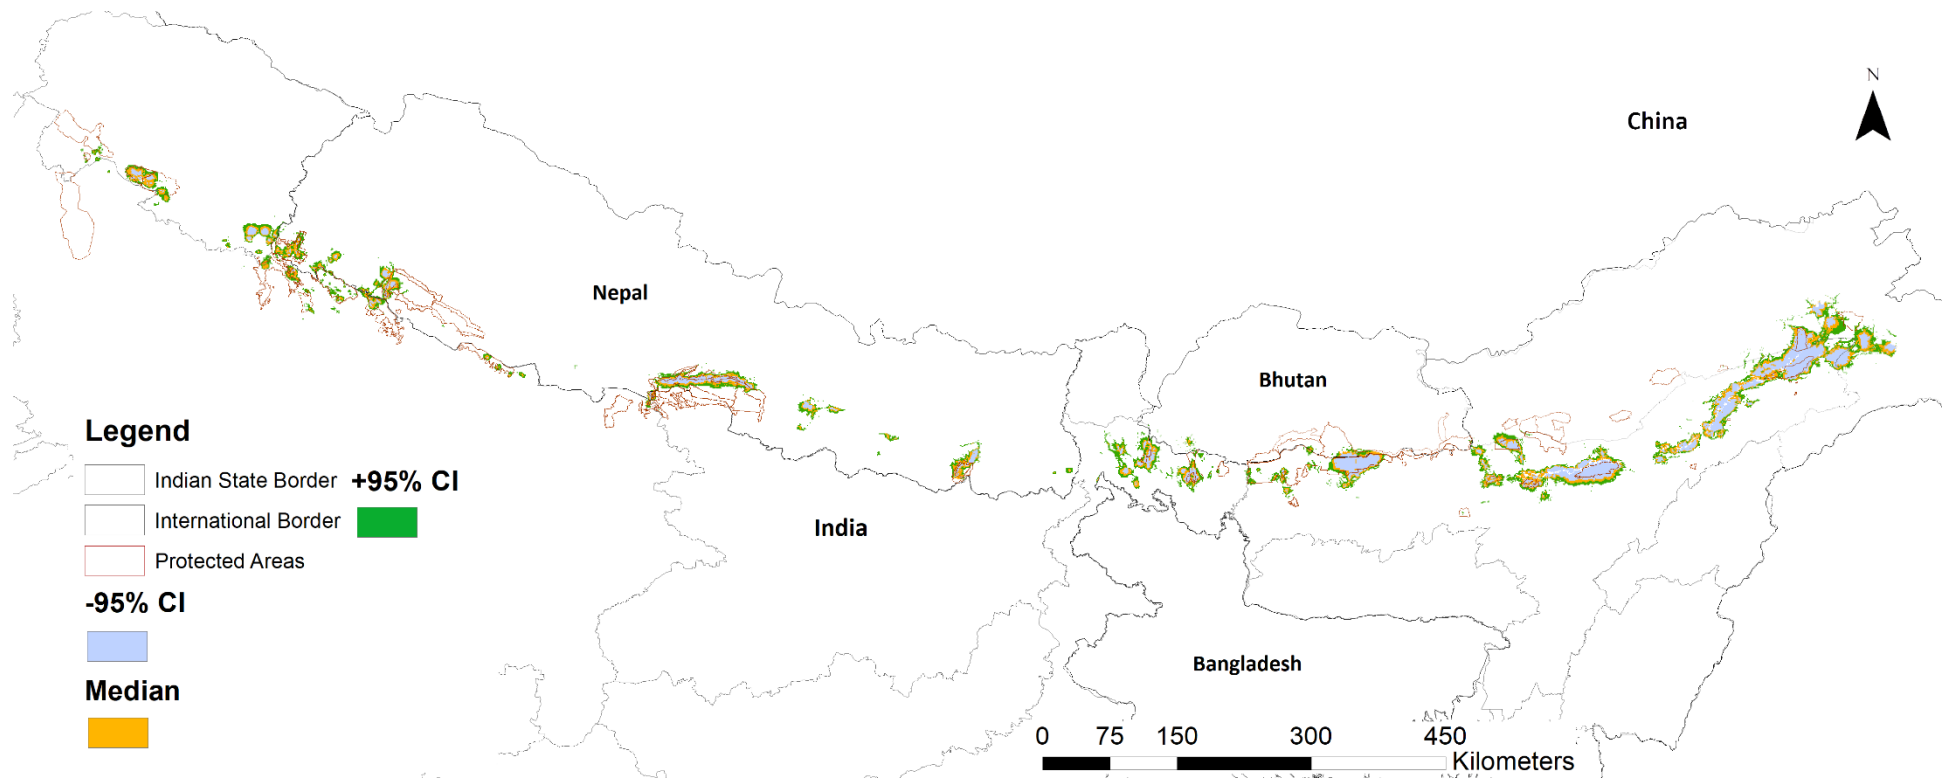 N
China
Nepal
Bhutan
India
Bangladesh
Legend
Indian State Border
+95% CI
International Border
Protected Areas
-95% CI
Median
0 75 150 300 450
Kilometers